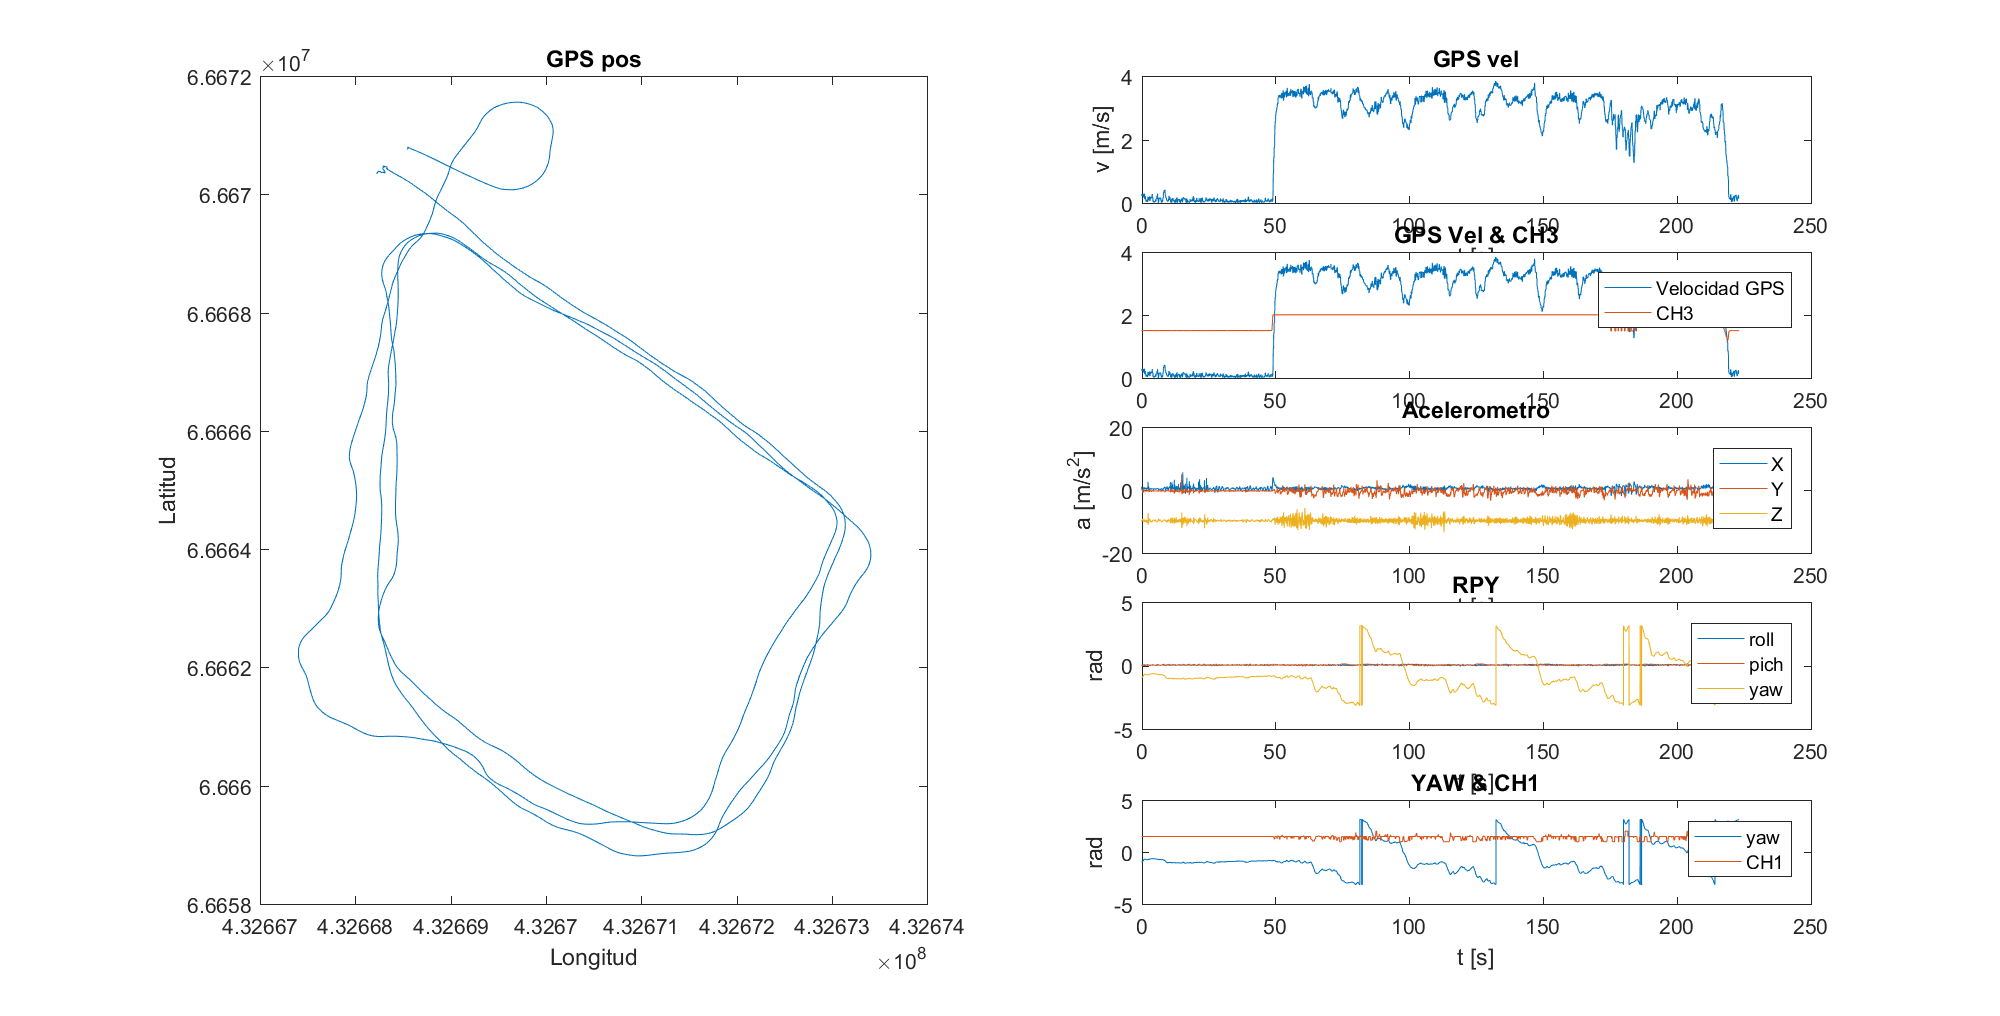 GPS pos
×10⁷
6.6672
6.667
6.6668
6.6666
6.6664
6.6662
6.666
6.6658
Latitud
4.32667 4.32668 4.32669 4.3267 4.32671 4.32672 4.32673 4.32674
Longitud
×10⁸
GPS vel
4
2
0
v [m/s]
0 50 100 150 200 250
GPS Vel & CH3
4
2
0
Velocidad GPS
CH3
0 50 100 150 200 250
Acelerometro
20
0
-20
a [m/s²]
X
Y
Z
0 50 100 150 200 250
RPY
5
0
-5
rad
roll
pich
yaw
0 50 100 150 200 250
t [s]
YAW & CH1
5
0
-5
rad
yaw
CH1
0 50 100 150 200 250
t [s]